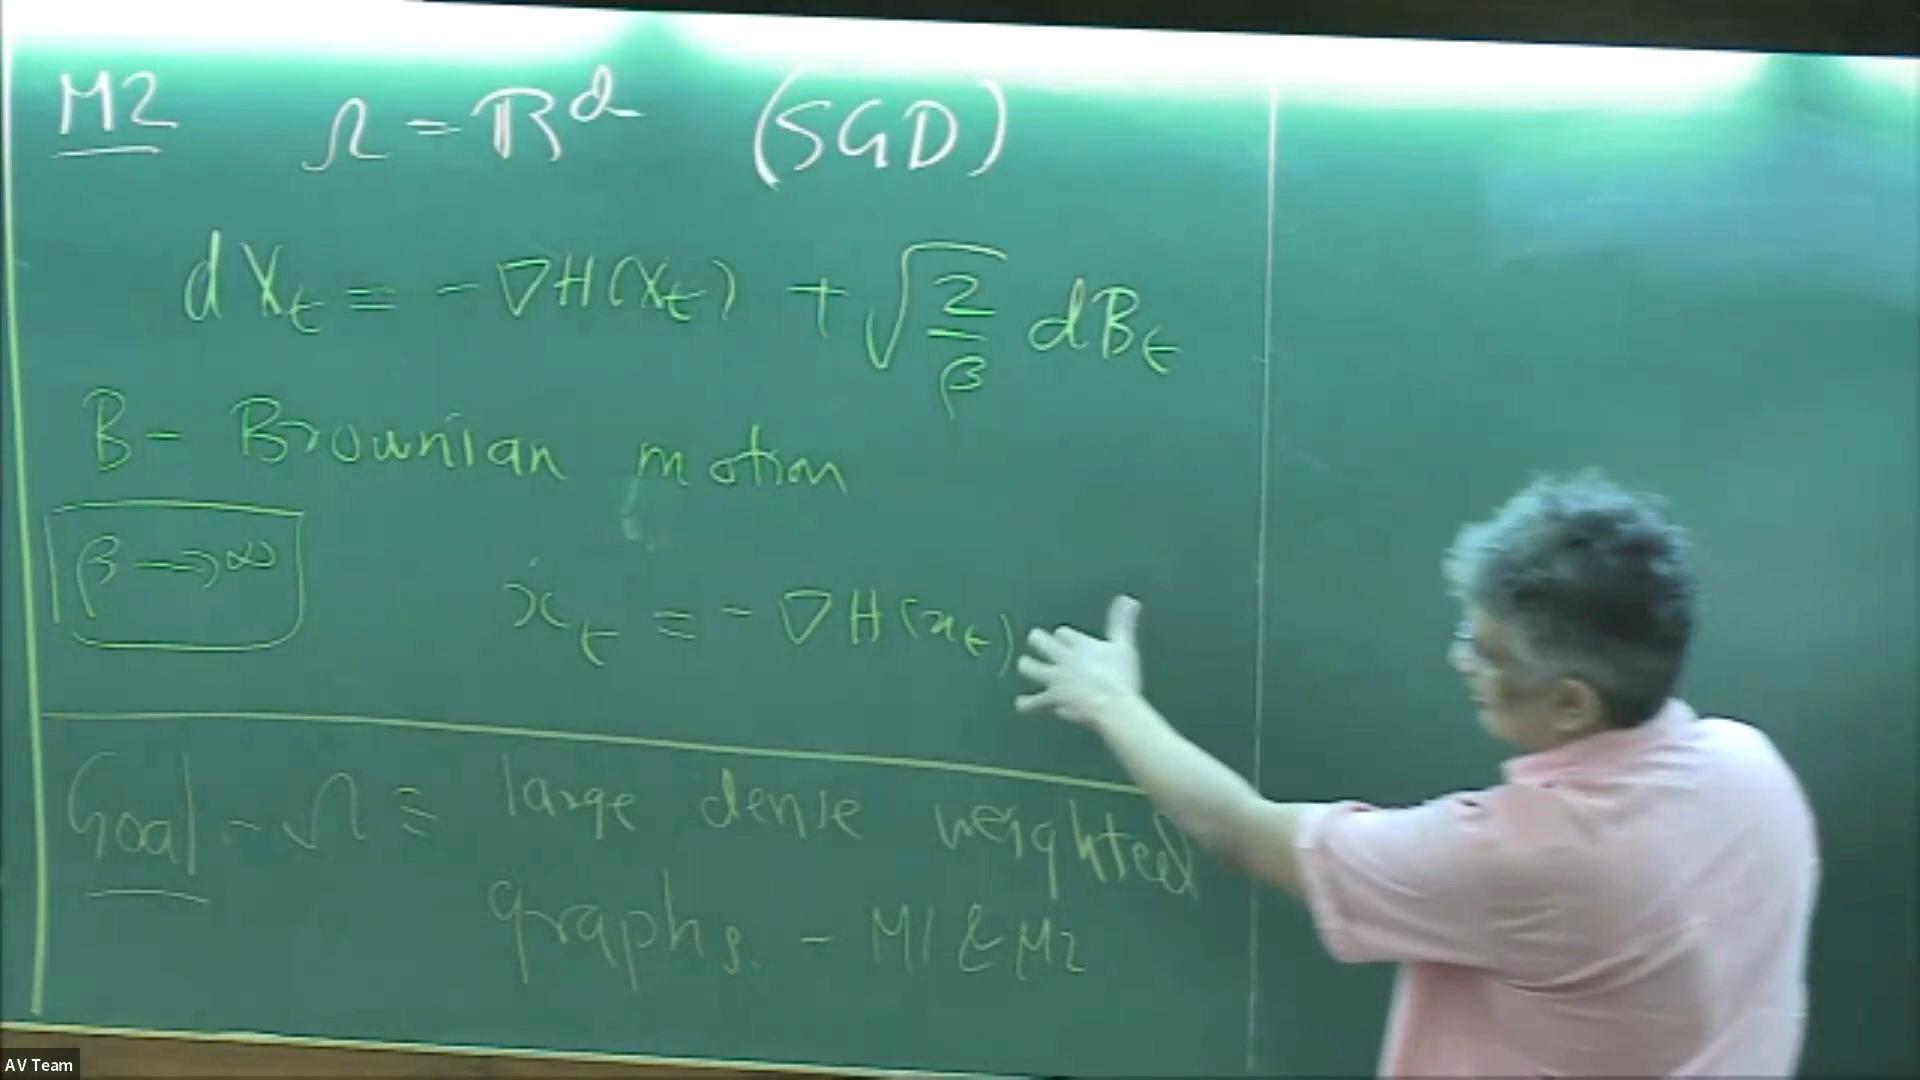 M2 Ω = ℝ^d (SGD)
dX_t = - ∇H(X_t) + √(2/β) dB_t
B - Brownian motion
β → ∞ ẋ_t = - ∇H(x_t)
Goal - Ω ≡ large dense weighted
graphs. - M1 & M2
AV Team